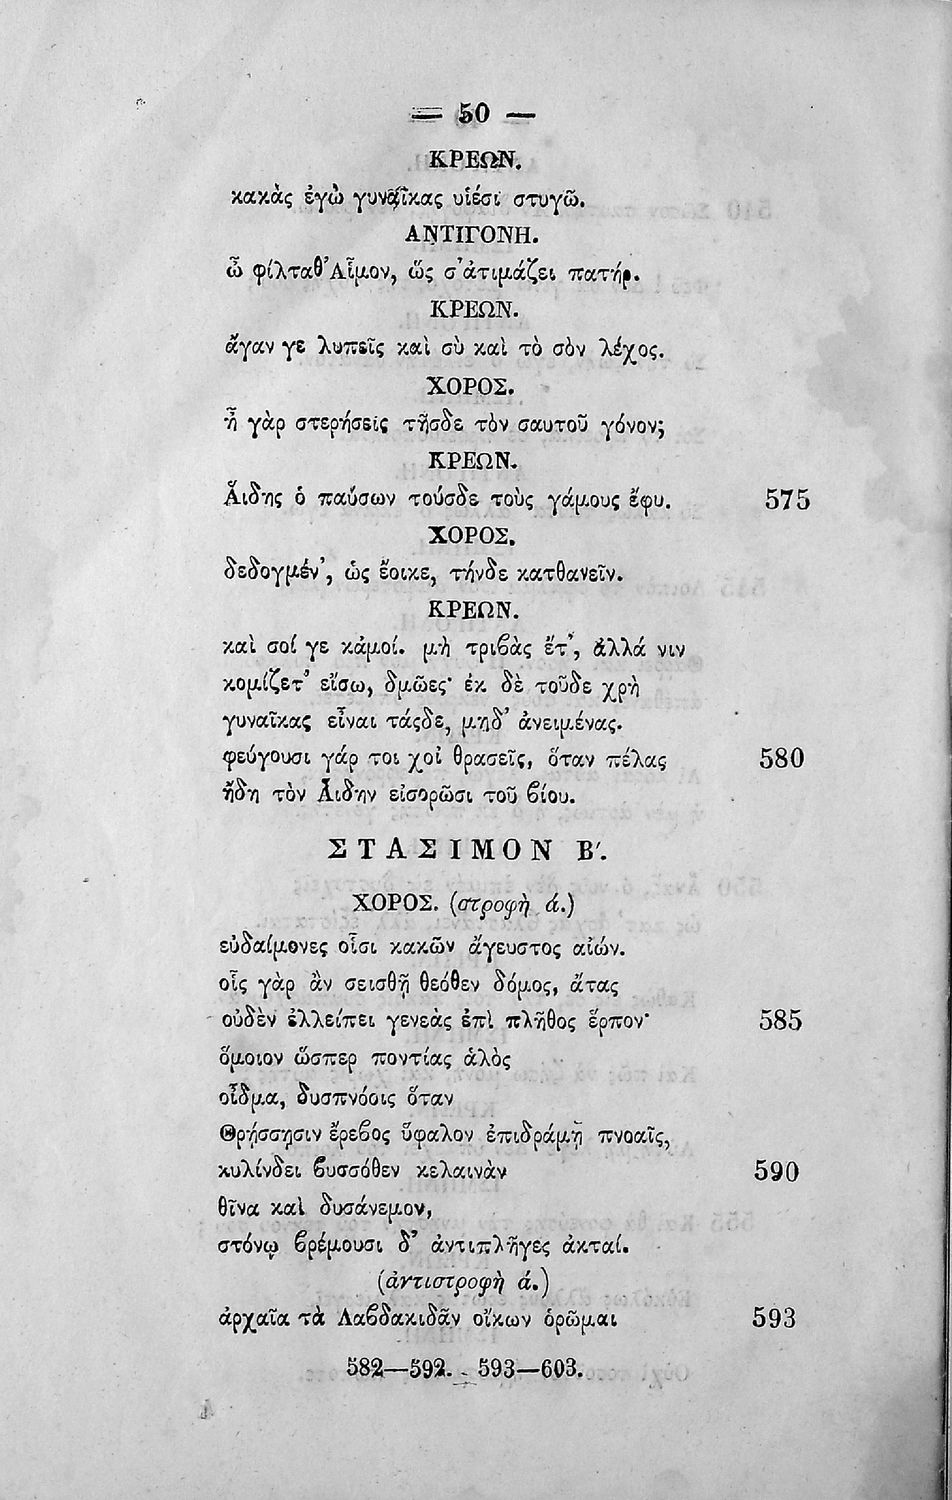 — 50 —
ΚΡΕΩΝ.
κακὰς ἐγὼ γυναῖκας υἱέσι στυγῶ.
ΑΝΤΙΓΟΝΗ.
ὦ φίλταθ’Αἷμον, ὥς σ’ἀτιμάζει πατήρ.
ΚΡΕΩΝ.
ἄγαν γε λυπεῖς καὶ σὺ καὶ τὸ σὸν λέχος.
ΧΟΡΟΣ.
ἦ γὰρ στερήσεις τῆσδε τὸν σαυτοῦ γόνον;
ΚΡΕΩΝ.
Ἅιδης ὁ παύσων τούσδε τοὺς γάμους ἔφυ. 575
ΧΟΡΟΣ.
δεδογμέν’, ὡς ἔοικε, τήνδε κατθανεῖν.
ΚΡΕΩΝ.
καὶ σοί γε κἀμοί. μὴ τριϐὰς ἔτ’, ἀλλά νιν
κομίζετ’ εἴσω, δμῶες· ἐκ δὲ τοῦδε χρὴ
γυναῖκας εἶναι τάςδε, μηδ’ ἀνειμένας.
φεύγουσι γάρ τοι χοἱ θρασεῖς, ὅταν πέλας 580
ἤδη τὸν Ἅιδην εἰσορῶσι τοῦ ϐίου.
ΣΤΑΣΙΜΟΝ Β΄.
ΧΟΡΟΣ. (στροφὴ ά.)
εὐδαίμονες οἷσι κακῶν ἄγευστος αἰών.
οἷς γὰρ ἂν σεισθῇ θεόθεν δόμος, ἄτας
οὐδὲν ἐλλείπει γενεᾶς ἐπὶ πλῆθος ἕρπον· 585
ὅμοιον ὥσπερ ποντίας ἁλὸς
οἶδμα, δυσπνόοις ὅταν
Θρῄσσῃσιν ἔρεϐος ὕφαλον ἐπιδράμῃ πνοαῖς,
κυλίνδει ϐυσσόθεν κελαινὰν 590
θῖνα καὶ δυσάνεμον,
στόνῳ ϐρέμουσι δ’ ἀντιπλῆγες ἀκταί.
(ἀντιστροφὴ ά.)
ἀρχαῖα τὰ Λαϐδακιδᾶν οἴκων ὁρῶμαι 593
582—592. 593—603.